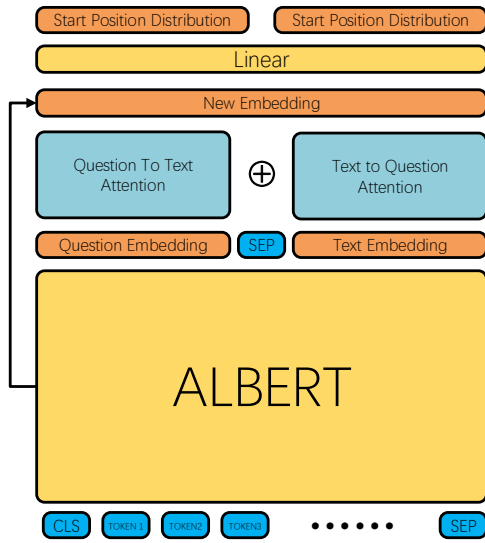 Start Position Distribution
Start Position Distribution
Linear
New Embedding
Question To Text
Attention
Text to Question
Attention
Question Embedding
SEP
Text Embedding
ALBERT
CLS
TOKEN 1
TOKEN2
TOKEN3
······
SEP